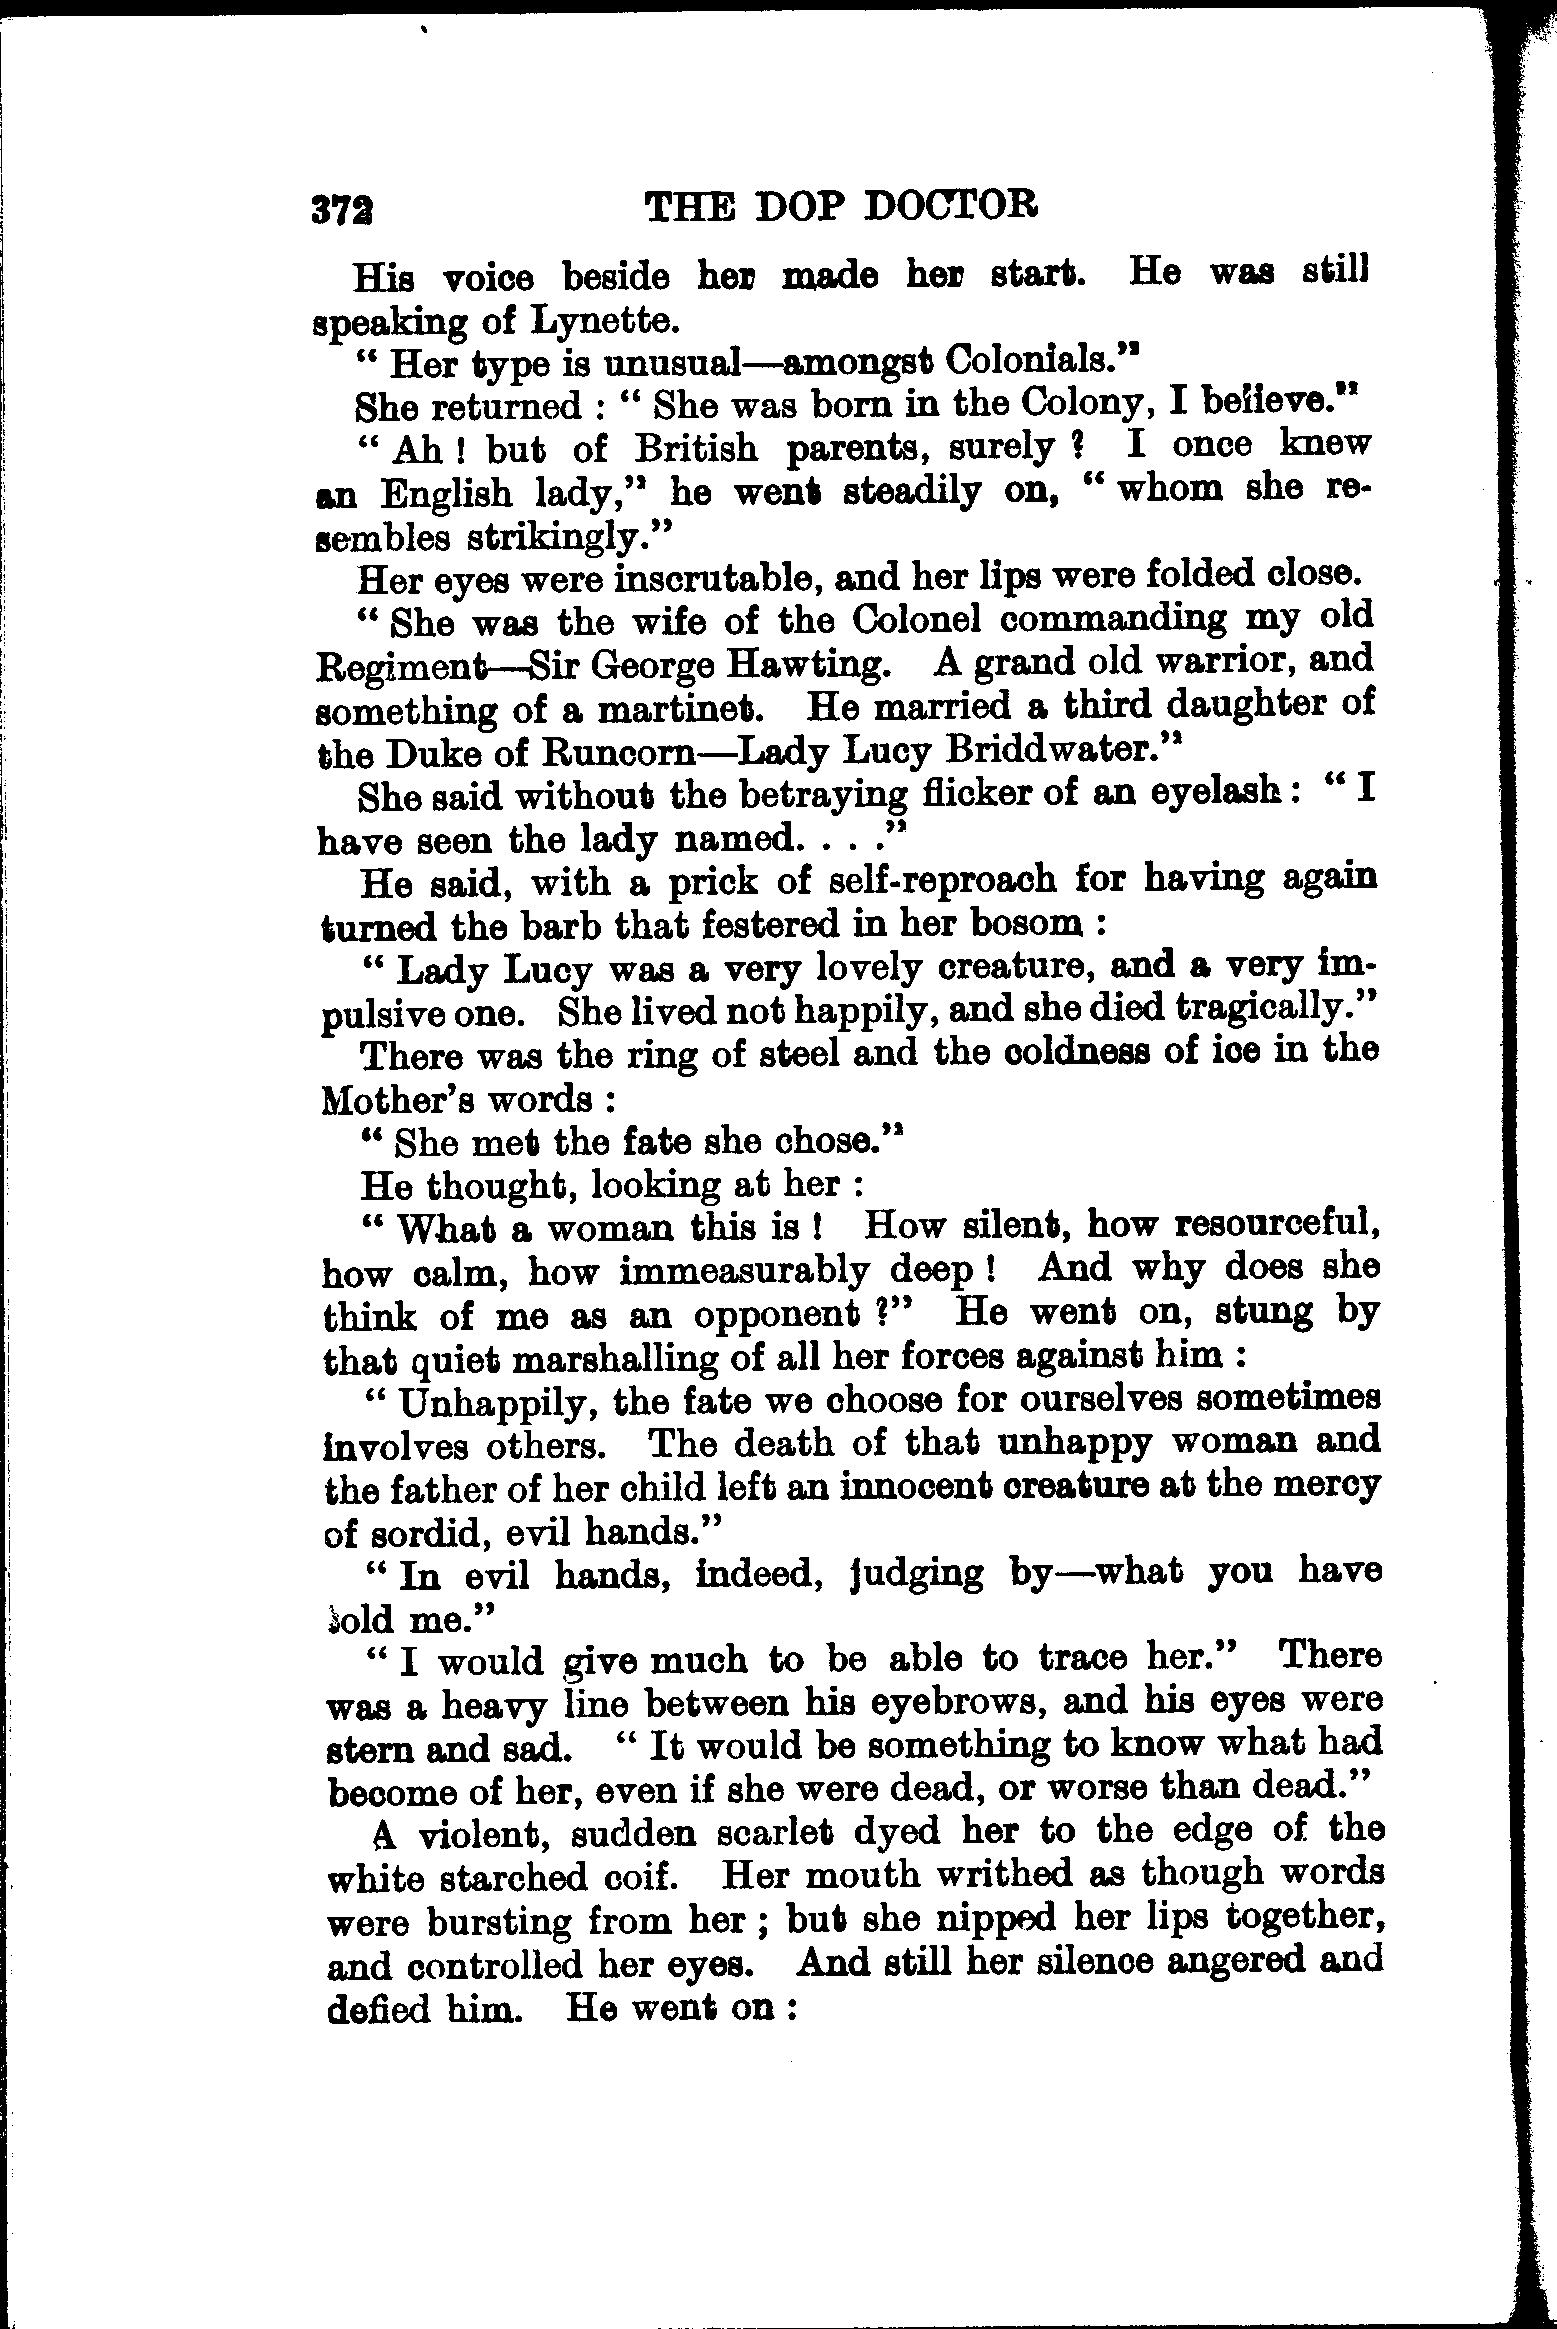 372 THE DOP DOCTOR
His voice beside her made her start. He was still
speaking of Lynette.
“ Her type is unusual—amongst Colonials.”
She returned : “ She was born in the Colony, I believe.”
“ Ah ! but of British parents, surely ? I once knew
an English lady,” he went steadily on, “ whom she re-
sembles strikingly.”
Her eyes were inscrutable, and her lips were folded close.
“ She was the wife of the Colonel commanding my old
Regiment—Sir George Hawting. A grand old warrior, and
something of a martinet. He married a third daughter of
the Duke of Runcorn—Lady Lucy Briddwater.”
She said without the betraying flicker of an eyelash : “ I
have seen the lady named. . . .”
He said, with a prick of self-reproach for having again
turned the barb that festered in her bosom :
“ Lady Lucy was a very lovely creature, and a very im-
pulsive one. She lived not happily, and she died tragically.”
There was the ring of steel and the coldness of ice in the
Mother’s words :
“ She met the fate she chose.”
He thought, looking at her :
“ What a woman this is ! How silent, how resourceful,
how calm, how immeasurably deep ! And why does she
think of me as an opponent ?” He went on, stung by
that quiet marshalling of all her forces against him :
“ Unhappily, the fate we choose for ourselves sometimes
involves others. The death of that unhappy woman and
the father of her child left an innocent creature at the mercy
of sordid, evil hands.”
“ In evil hands, indeed, judging by—what you have
told me.”
“ I would give much to be able to trace her.” There
was a heavy line between his eyebrows, and his eyes were
stern and sad. “ It would be something to know what had
become of her, even if she were dead, or worse than dead.”
A violent, sudden scarlet dyed her to the edge of the
white starched coif. Her mouth writhed as though words
were bursting from her ; but she nipped her lips together,
and controlled her eyes. And still her silence angered and
defied him. He went on :